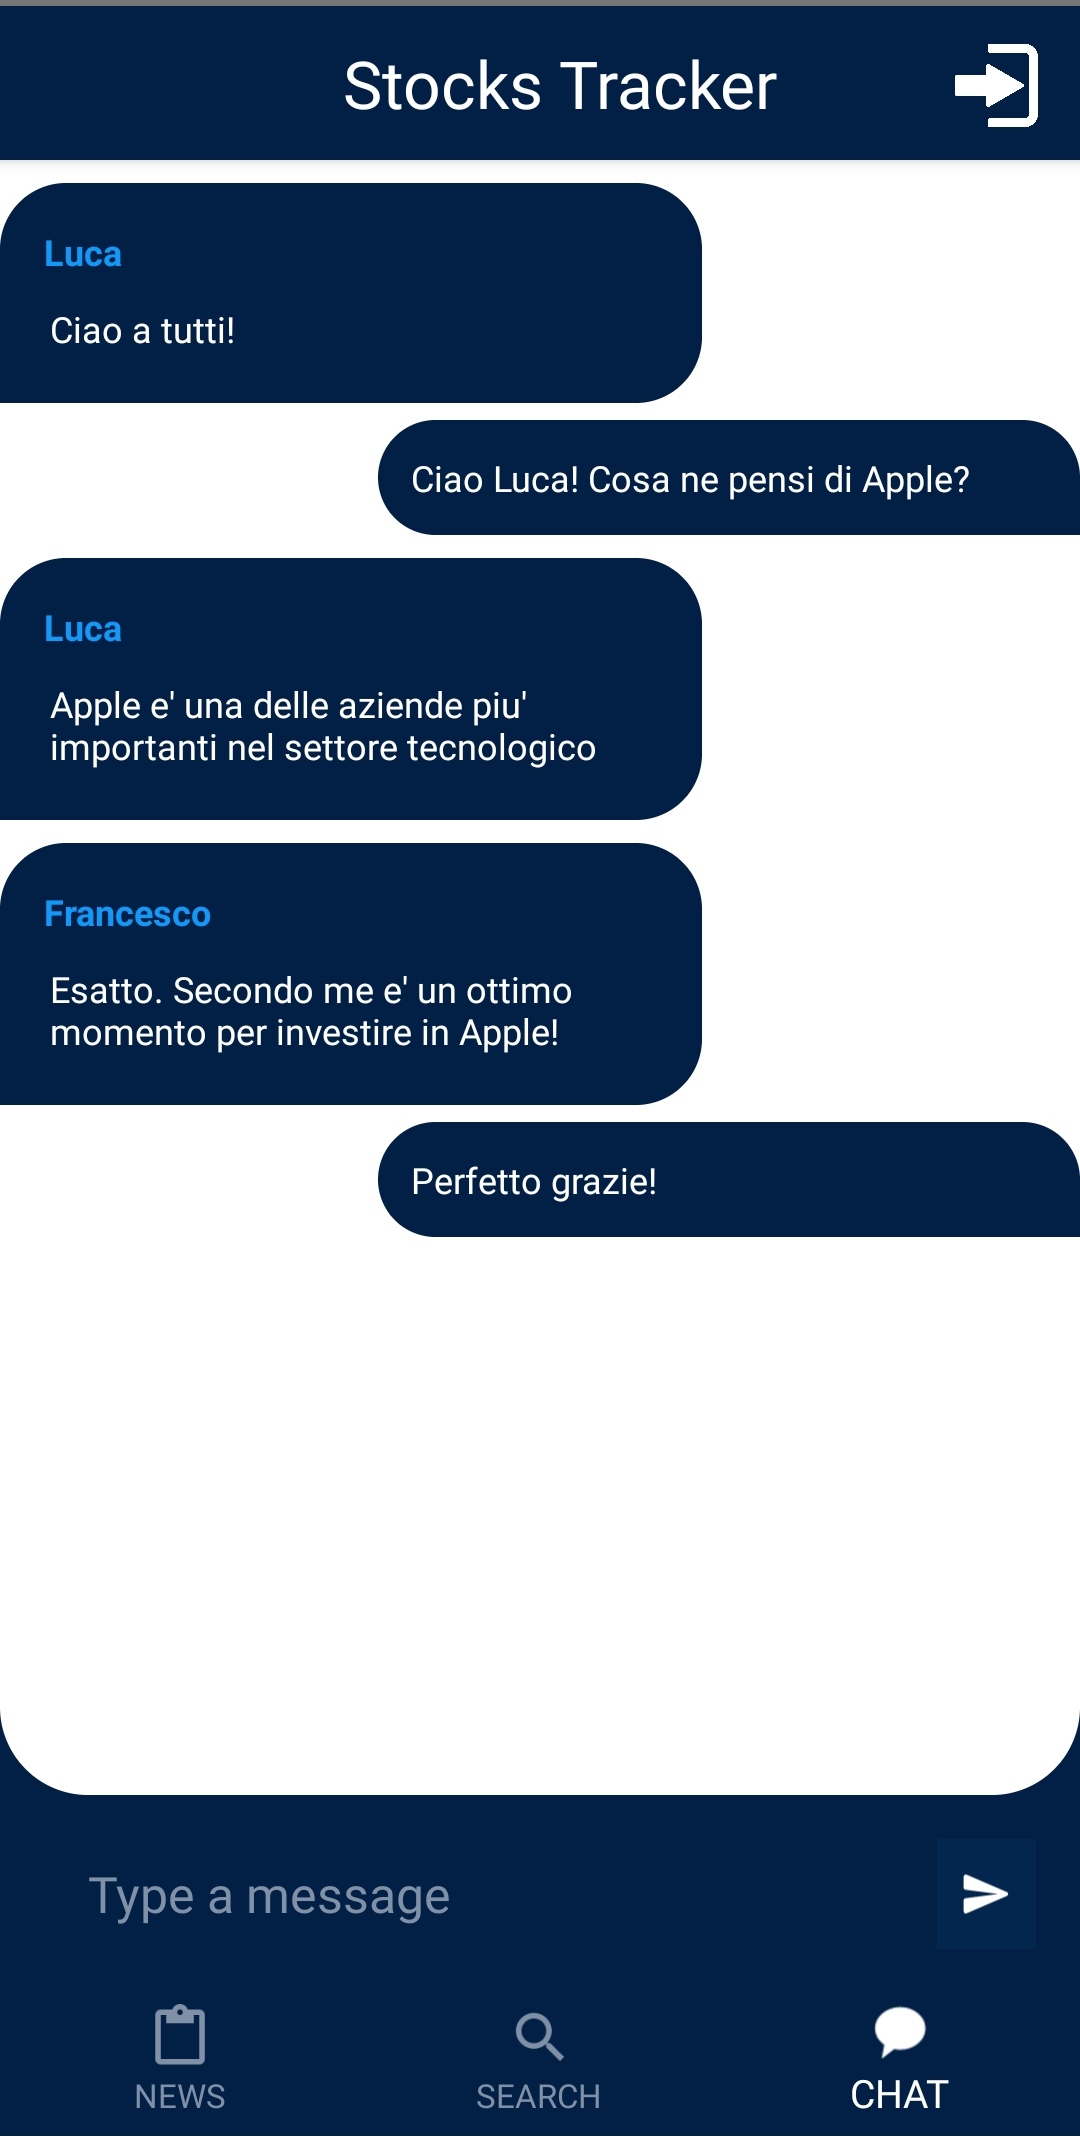 Stocks Tracker
Luca
Ciao a tutti!
Ciao Luca! Cosa ne pensi di Apple?
Luca
Apple e' una delle aziende piu'
importanti nel settore tecnologico
Francesco
Esatto. Secondo me e' un ottimo
momento per investire in Apple!
Perfetto grazie!
Type a message
NEWS
SEARCH
CHAT